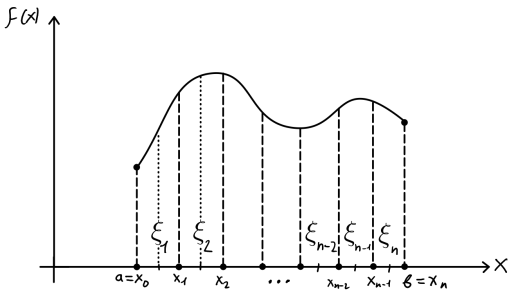 f(x)
ξ₁ ξ₂ ξₙ₋₂ ξₙ₋₁ ξₙ
x
a=x₀ x₁ x₂ ... xₙ₋₂ xₙ₋₁ b=xₙ